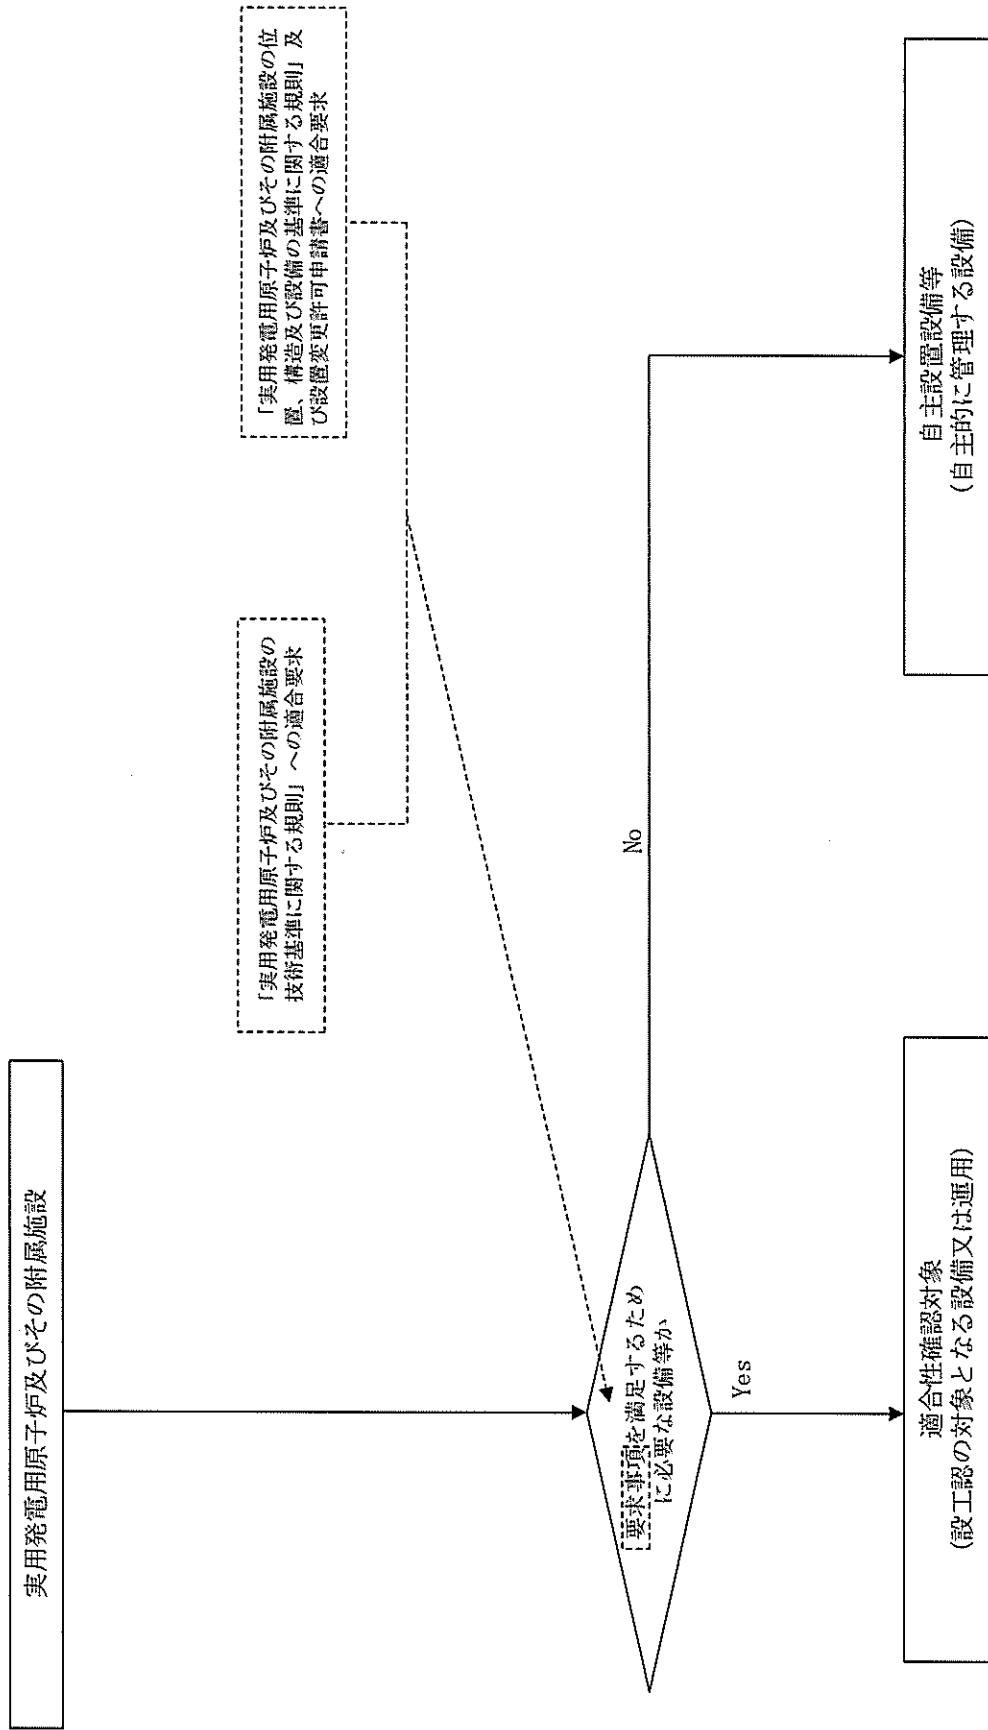 実用発電用原子炉及びその附属施設
「実用発電用原子炉及びその附属施設の
技術基準に関する規則」への適合要求
「実用発電用原子炉及びその附属施設の位
置、構造及び設備の基準に関する規則」及
び設置変更許可申請書への適合要求
要求事項を満足するため
に必要な設備等か
Yes
No
適合性確認対象
(設工認の対象となる設備又は運用)
自主設置設備等
(自主的に管理する設備)